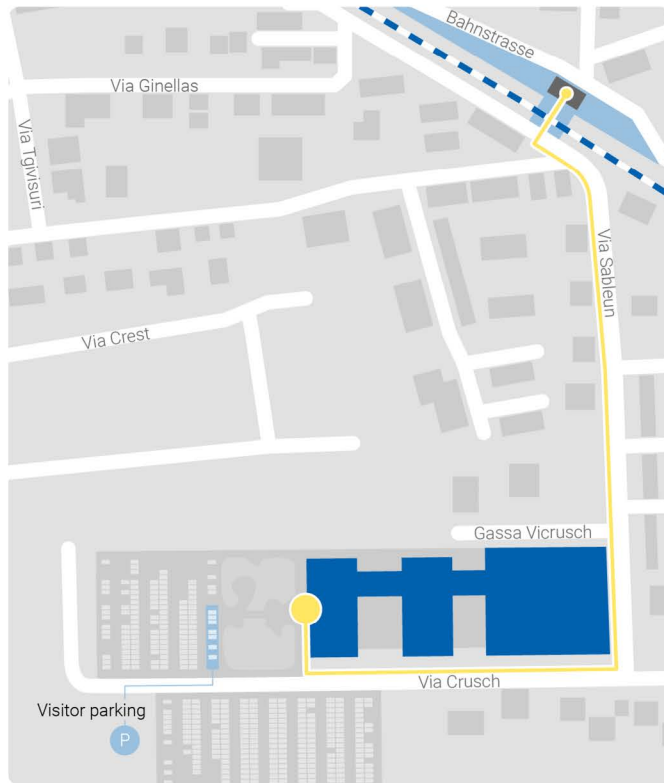 Bahnstrasse
Via Ginellas
Via Tgivisuri
Via Sableun
Via Crest
Gassa Vicrusch
Via Crusch
Visitor parking
P